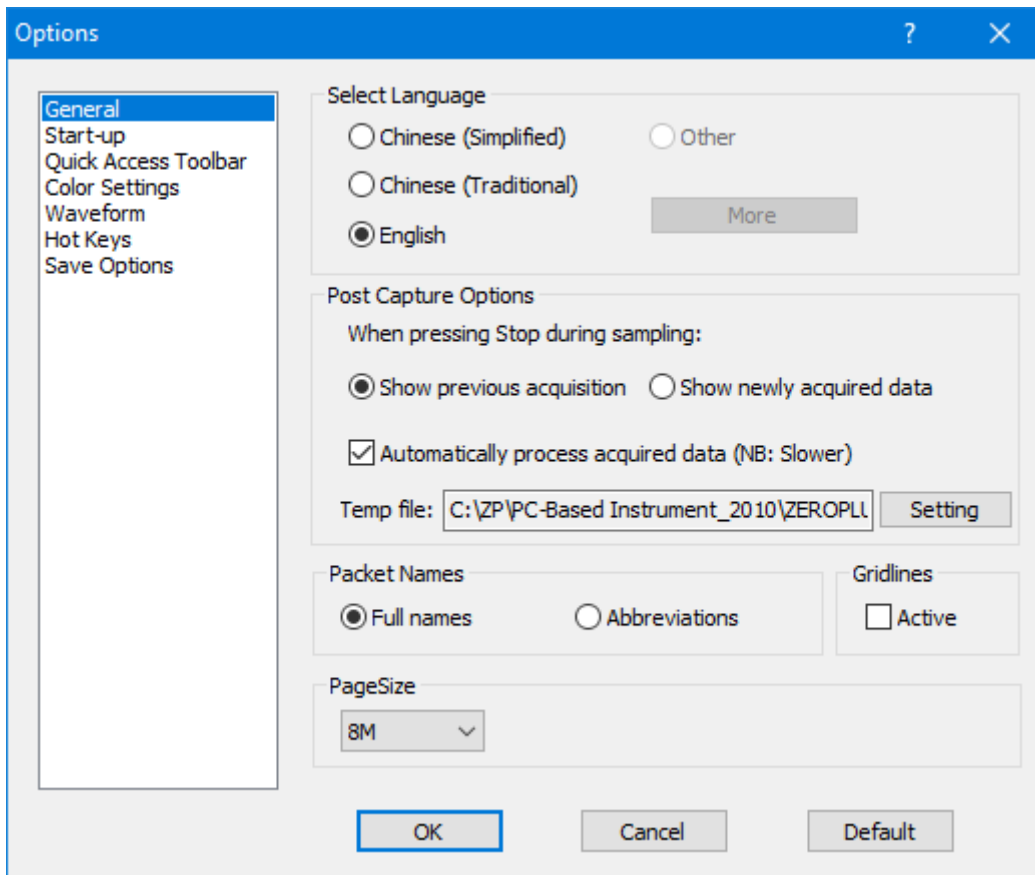 Options
General
Start-up
Quick Access Toolbar
Color Settings
Waveform
Hot Keys
Save Options
Select Language
Chinese (Simplified)
Other
Chinese (Traditional)
More
English
Post Capture Options
When pressing Stop during sampling:
Show previous acquisition
Show newly acquired data
Automatically process acquired data (NB: Slower)
Temp file: C:\ZP\PC-Based Instrument_2010\ZEROPLU Setting
Packet Names
Full names
Abbreviations
Gridlines
Active
PageSize
8M
OK
Cancel
Default